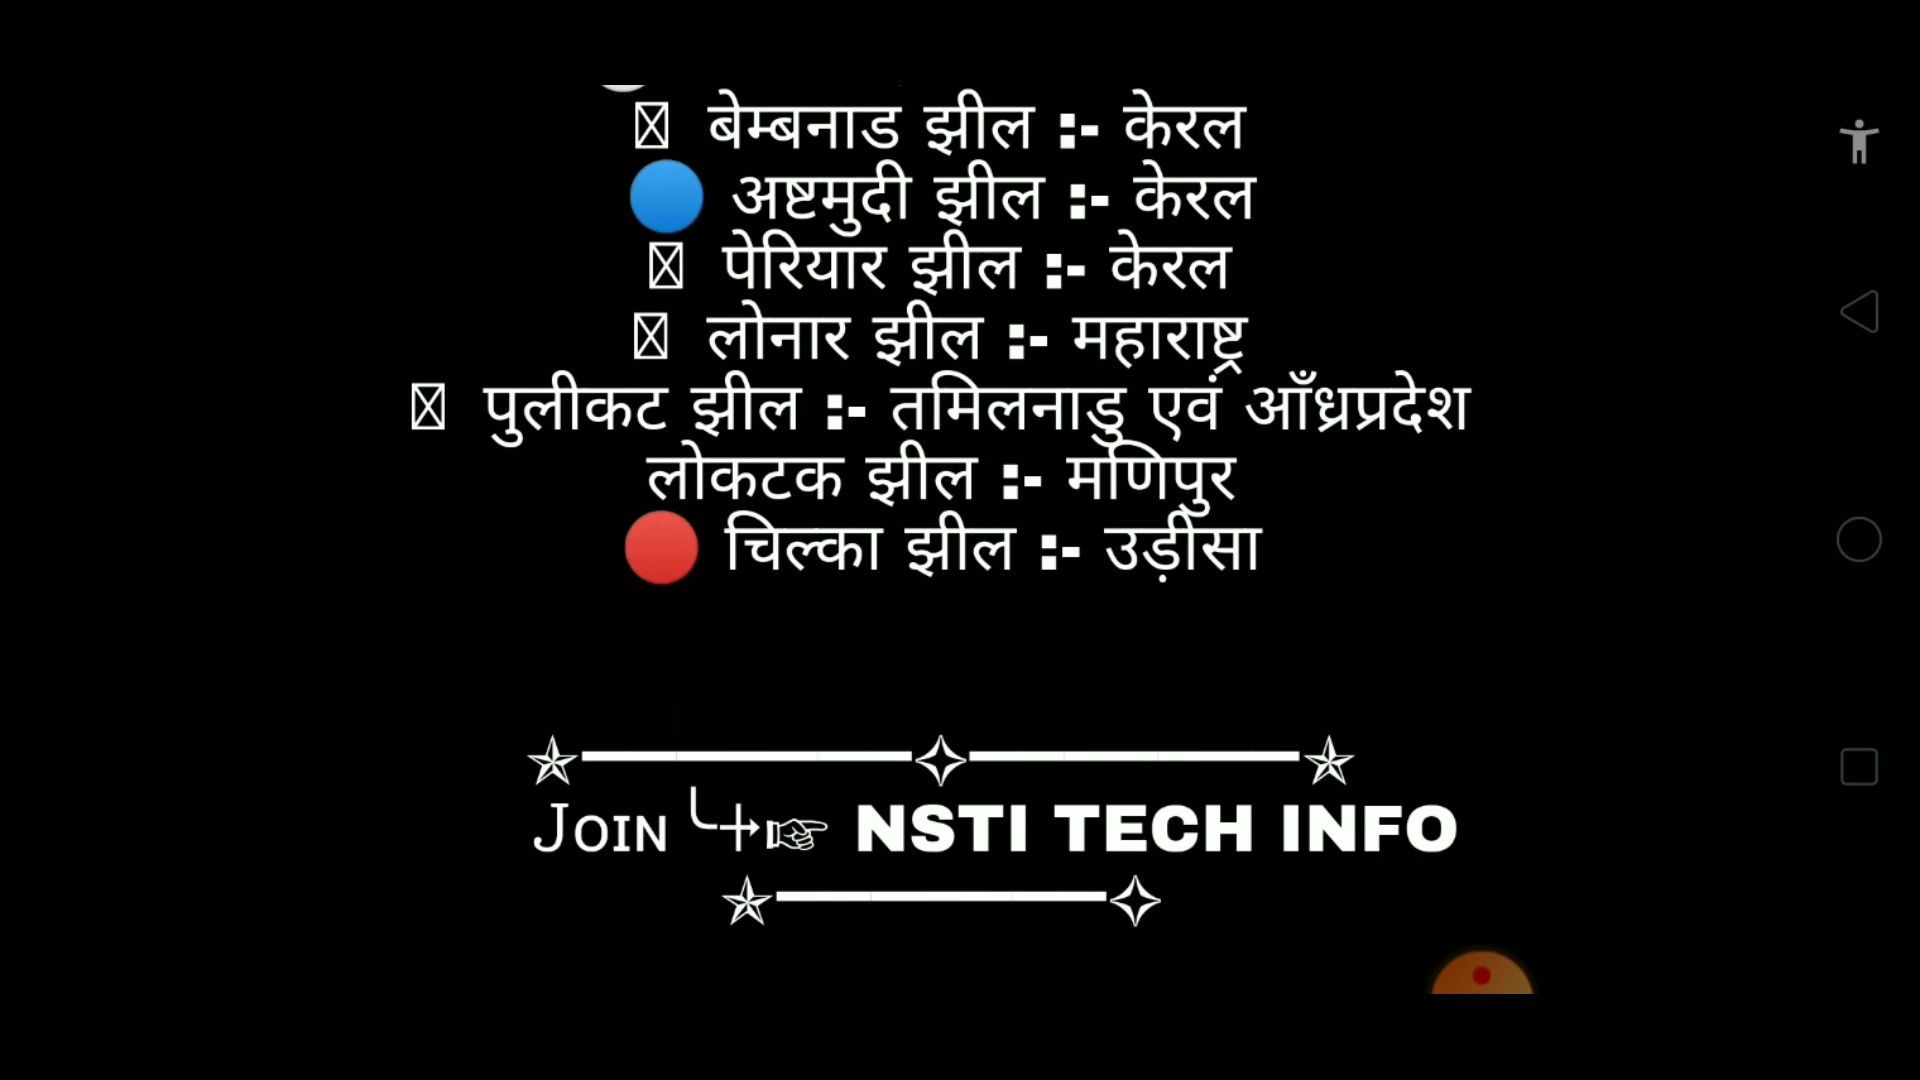 बेम्बनाड झील :- केरल
🔵 अष्टमुदी झील :- केरल
पेरियार झील :- केरल
लोनार झील :- महाराष्ट्र
पुलीकट झील :- तमिलनाडु एवं आँध्रप्रदेश
लोकटक झील :- मणिपुर
🔴 चिल्का झील :- उड़ीसा
Jᴏɪɴ ╰┼➛☞ NSTI TECH INFO